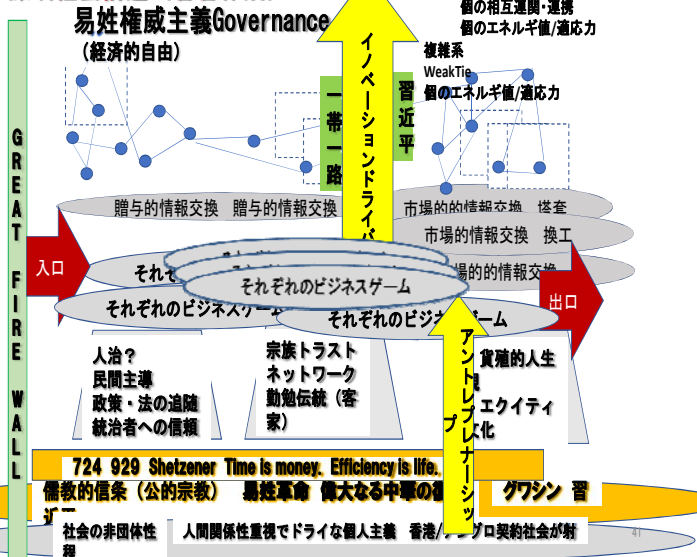 易姓権威主義Governance
（経済的自由）
個の相互連関・連携
個のエネルギ値/適応力
複雑系
WeakTie
個のエネルギ値/適応力
イノベーションドライバ
一帯一路
習近平
GREAT FIRE WALL
贈与的情報交換 贈与的情報交換
市場的的情報交換 塔套
市場的情報交換 換工
場的的情報交換
入口
出口
それぞ
それぞれのビジネスゲーム
それぞれのビジネスゲーム
それぞれのビジネスゲーム
人治？
民間主導
政策・法の追随
統治者への信頼
宗族トラスト
ネットワーク
勤勉伝統（客
家）
アントレプレナーシップ
貨殖的人生
エクイティ
文化
724 929 Shetzener Time is money. Efficiency is life.
儒教的信条（公的宗教） 易姓革命 偉大なる中華の復
グワシン 習
近平
社会の非団体性
程
人間関係性重視でドライな個人主義 香港/アングロ契約社会が射
41